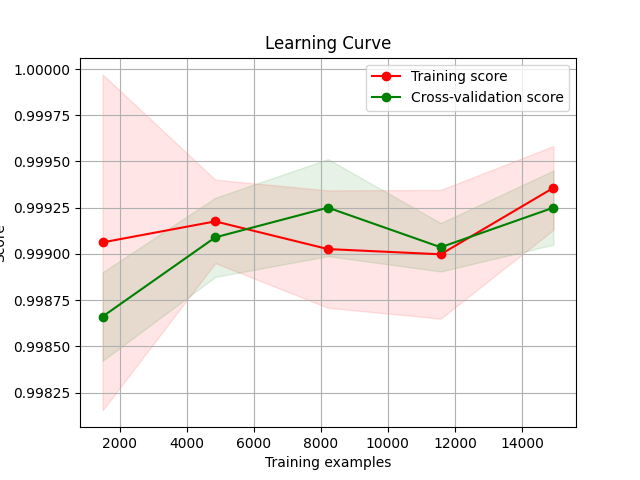 Learning Curve
Training score
Cross-validation score
1.00000
0.99975
0.99950
0.99925
0.99900
0.99875
0.99850
0.99825
Score
2000 4000 6000 8000 10000 12000 14000
Training examples